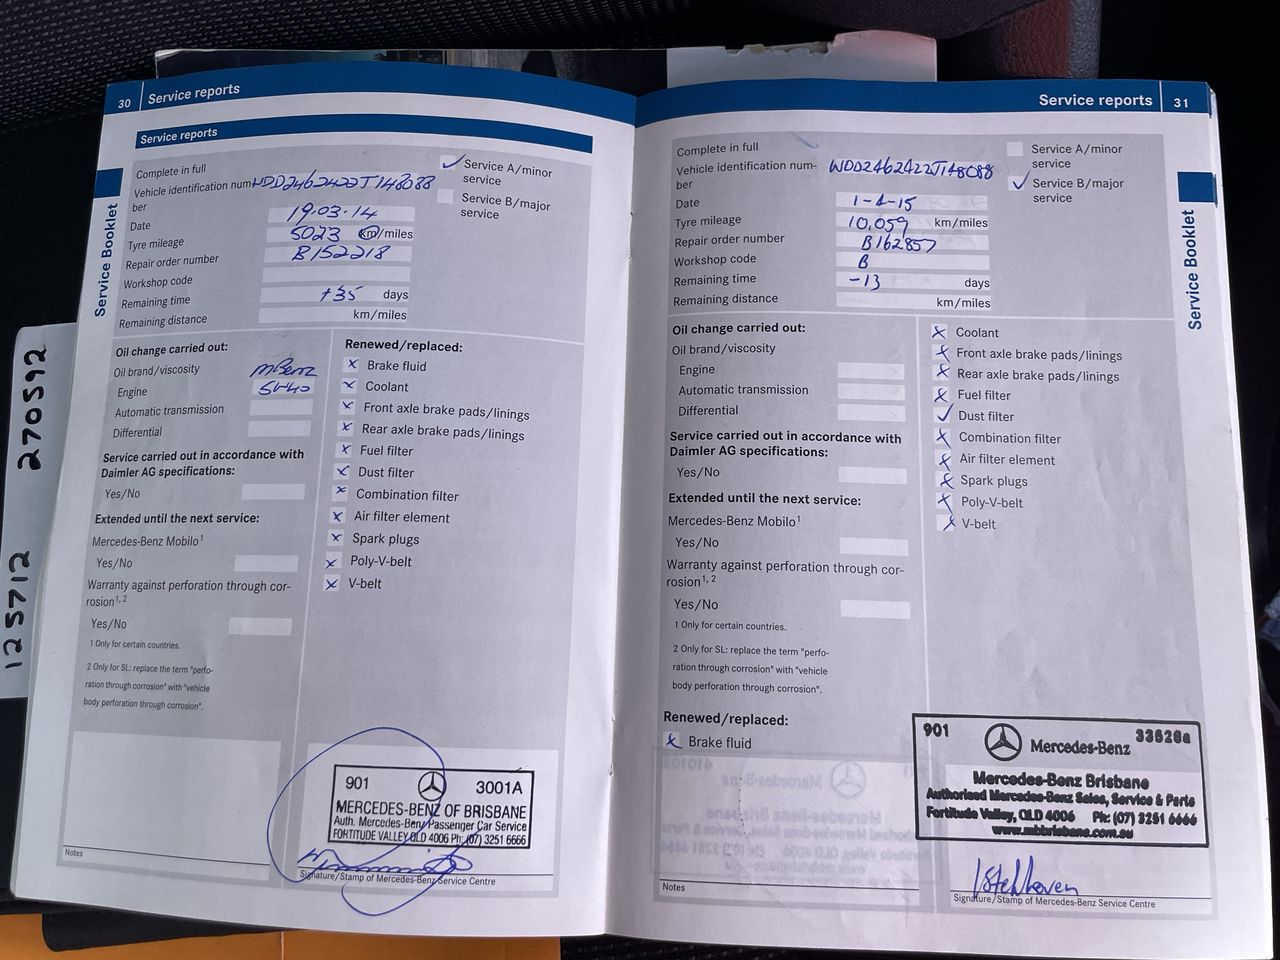 30 Service reports
Service reports
Service Booklet
Complete in full
Vehicle identification num-
ber
WDD2462422J148088
Service A/minor
service
Service B/major
service
Date 19.03.14
Tyre mileage 5023 km/miles
Repair order number B152218
Workshop code
Remaining time +35 days
Remaining distance km/miles
Oil change carried out:
Oil brand/viscosity MBenz
Engine 5W40
Automatic transmission
Differential
Service carried out in accordance with
Daimler AG specifications:
Yes/No
Extended until the next service:
Mercedes-Benz Mobilo¹
Yes/No
Warranty against perforation through cor-
rosion¹,²
Yes/No
1 Only for certain countries.
2 Only for SL: replace the term "perfo-
ration through corrosion" with "vehicle
body perforation through corrosion".
Renewed/replaced:
x Brake fluid
x Coolant
x Front axle brake pads/linings
x Rear axle brake pads/linings
x Fuel filter
x Dust filter
x Combination filter
x Air filter element
x Spark plugs
x Poly-V-belt
x V-belt
901 3001A
MERCEDES-BENZ OF BRISBANE
Auth. Mercedes-Benz Passenger Car Service
FORTITUDE VALLEY QLD 4006 Ph: (07) 3251 6666
Notes
Signature/Stamp of Mercedes-Benz Service Centre
Service reports 31
Service Booklet
Complete in full
Vehicle identification num-
ber
WDD2462422J148088
Service A/minor
service
Service B/major
service
Date 1-4-15
Tyre mileage 10,059 km/miles
Repair order number B162857
Workshop code B
Remaining time -13 days
Remaining distance km/miles
Oil change carried out:
Oil brand/viscosity
Engine
Automatic transmission
Differential
Service carried out in accordance with
Daimler AG specifications:
Yes/No
Extended until the next service:
Mercedes-Benz Mobilo¹
Yes/No
Warranty against perforation through cor-
rosion¹,²
Yes/No
1 Only for certain countries.
2 Only for SL: replace the term "perfo-
ration through corrosion" with "vehicle
body perforation through corrosion".
Renewed/replaced:
x Brake fluid
x Coolant
x Front axle brake pads/linings
x Rear axle brake pads/linings
x Fuel filter
Dust filter
x Combination filter
x Air filter element
x Spark plugs
x Poly-V-belt
x V-belt
901 Mercedes-Benz 33526a
Mercedes-Benz Brisbane
Authorised Mercedes-Benz Sales, Service & Parts
Fortitude Valley, QLD 4006 Ph: (07) 3251 6666
www.mbbrisbane.com.au
Notes
Signature/Stamp of Mercedes-Benz Service Centre
125712 270592